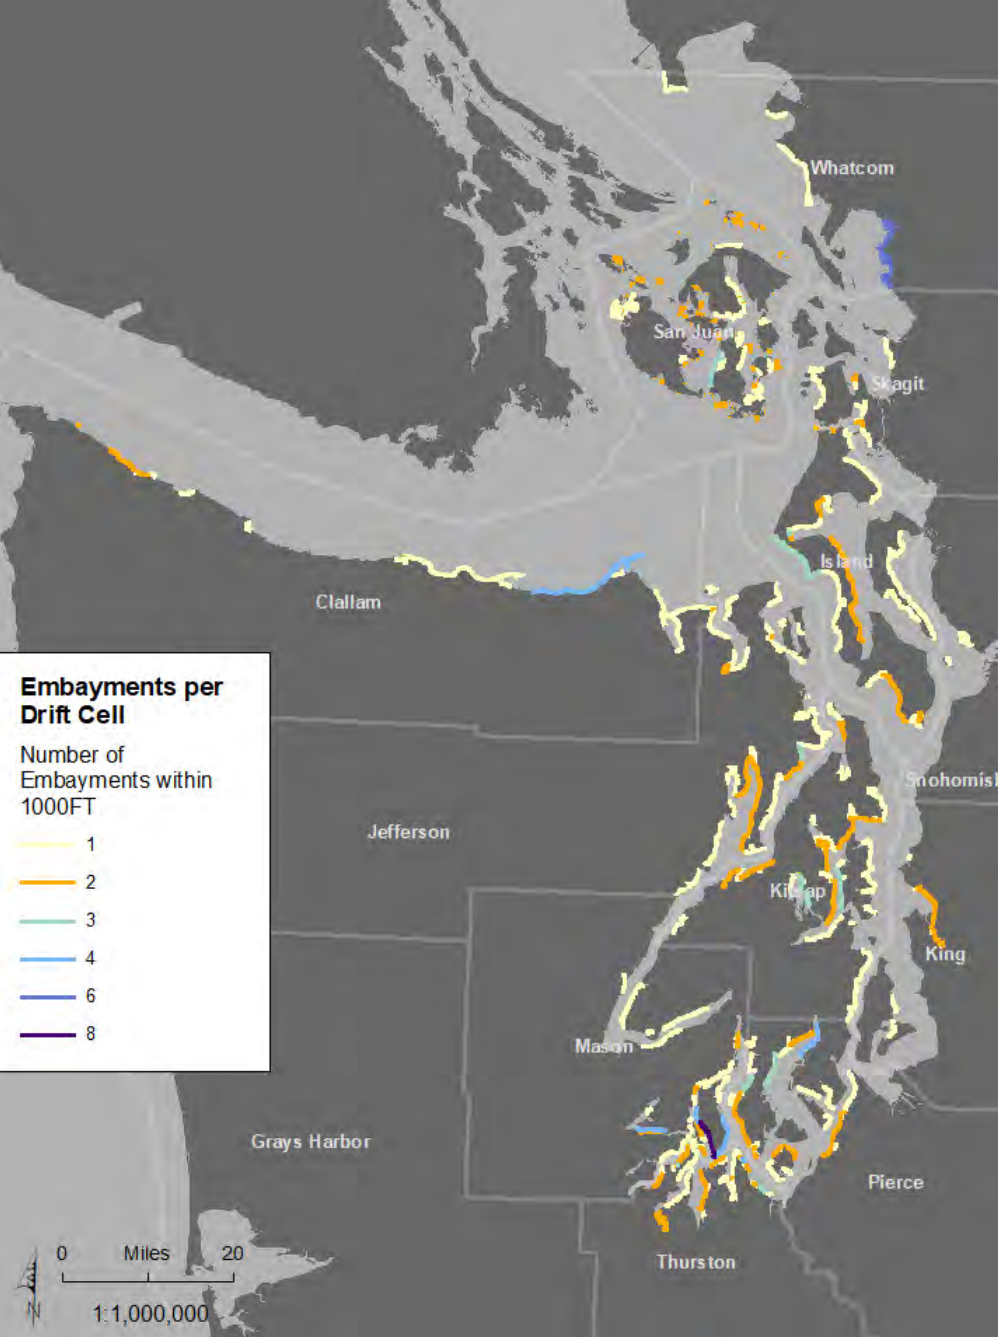 Whatcom
San Juan
Skagit
Island
Clallam
Embayments per
Drift Cell
Number of
Embayments within
1000FT
1
2
3
4
6
8
Snohomish
Jefferson
Kitsap
King
Mason
Grays Harbor
Pierce
Thurston
0 Miles 20
N
1:1,000,000